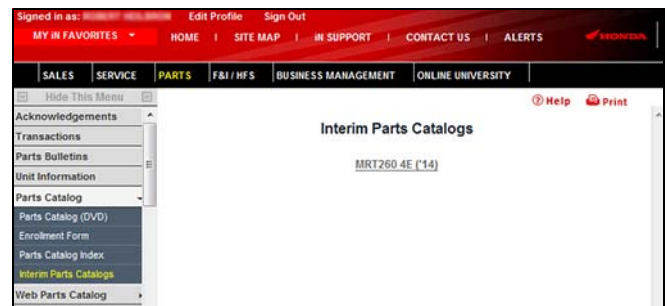 Signed in as: Edit Profile Sign Out
MY iN FAVORITES HOME | SITE MAP | iN SUPPORT | CONTACT US | ALERTS HONDA
SALES SERVICE PARTS F&I / HFS BUSINESS MANAGEMENT ONLINE UNIVERSITY
Hide This Menu
Help Print
Acknowledgements
Transactions
Parts Bulletins
Unit Information
Parts Catalog
Parts Catalog (DVD)
Enrollment Form
Parts Catalog Index
Interim Parts Catalogs
Web Parts Catalog
Interim Parts Catalogs
MRT260 4E ('14)